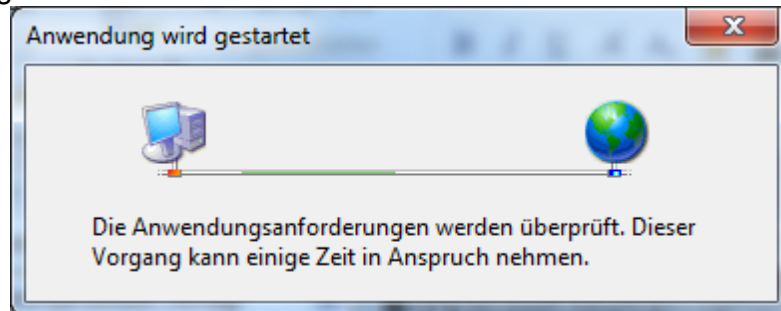 Anwendung wird gestartet
Die Anwendungsanforderungen werden überprüft. Dieser
Vorgang kann einige Zeit in Anspruch nehmen.